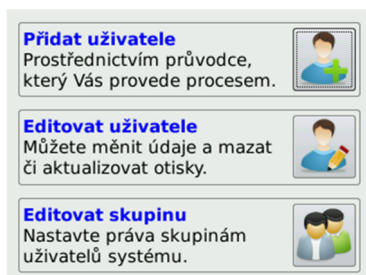 Přidat uživatele
Prostřednictvím průvodce,
který Vás provede procesem.
Editovat uživatele
Můžete měnit údaje a mazat
či aktualizovat otisky.
Editovat skupinu
Nastavte práva skupinám
uživatelů systému.